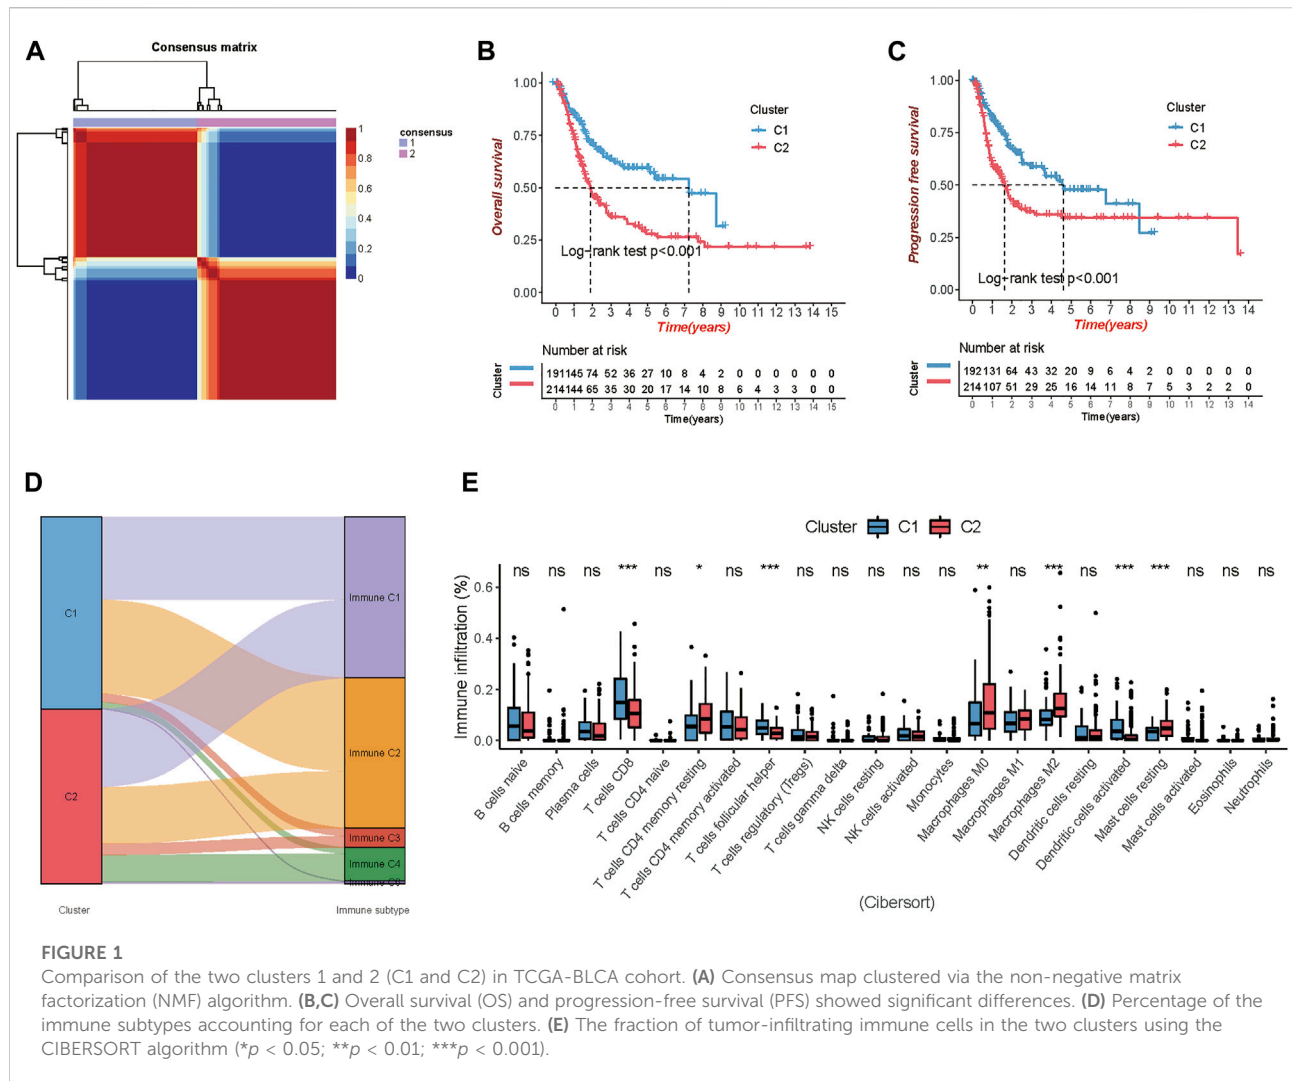 A
Consensus matrix
consensus
1
2
1
0.8
0.6
0.4
0.2
0
B
Cluster
C1
C2
Overall survival
1.00
0.75
0.50
0.25
0.00
Log-rank test p<0.001
0 1 2 3 4 5 6 7 8 9 10 11 12 13 14 15
Time(years)
Number at risk
Cluster
191 145 74 52 36 27 10 8 4 2 0 0 0 0 0 0
214 144 65 35 30 20 17 14 10 8 6 4 3 3 0 0
0 1 2 3 4 5 6 7 8 9 10 11 12 13 14 15
Time(years)
C
Cluster
C1
C2
Progression free survival
1.00
0.75
0.50
0.25
0.00
Log-rank test p<0.001
0 1 2 3 4 5 6 7 8 9 10 11 12 13 14
Time(years)
Number at risk
Cluster
192 131 64 43 32 20 9 6 4 2 0 0 0 0 0
214 107 51 29 25 16 14 11 8 7 5 3 2 2 0
0 1 2 3 4 5 6 7 8 9 10 11 12 13 14
Time(years)
D
C1
C2
Immune C1
Immune C2
Immune C3
Immune C4
Cluster
Immune subtype
E
Cluster C1 C2
ns ns ns *** ns * ns *** ns ns ns ns ns ** ns *** ns *** *** ns ns ns
Immune infiltration (%)
0.6
0.4
0.2
0.0
B cells naive
B cells memory
Plasma cells
T cells CD8
T cells CD4 naive
T cells CD4 memory resting
T cells CD4 memory activated
T cells follicular helper
T cells regulatory (Tregs)
T cells gamma delta
NK cells resting
NK cells activated
Monocytes
Macrophages M0
Macrophages M1
Macrophages M2
Dendritic cells resting
Dendritic cells activated
Mast cells resting
Mast cells activated
Eosinophils
Neutrophils
(Cibersort)
FIGURE 1
Comparison of the two clusters 1 and 2 (C1 and C2) in TCGA-BLCA cohort. (A) Consensus map clustered via the non-negative matrix
factorization (NMF) algorithm. (B,C) Overall survival (OS) and progression-free survival (PFS) showed significant differences. (D) Percentage of the
immune subtypes accounting for each of the two clusters. (E) The fraction of tumor-infiltrating immune cells in the two clusters using the
CIBERSORT algorithm (*p < 0.05; **p < 0.01; ***p < 0.001).